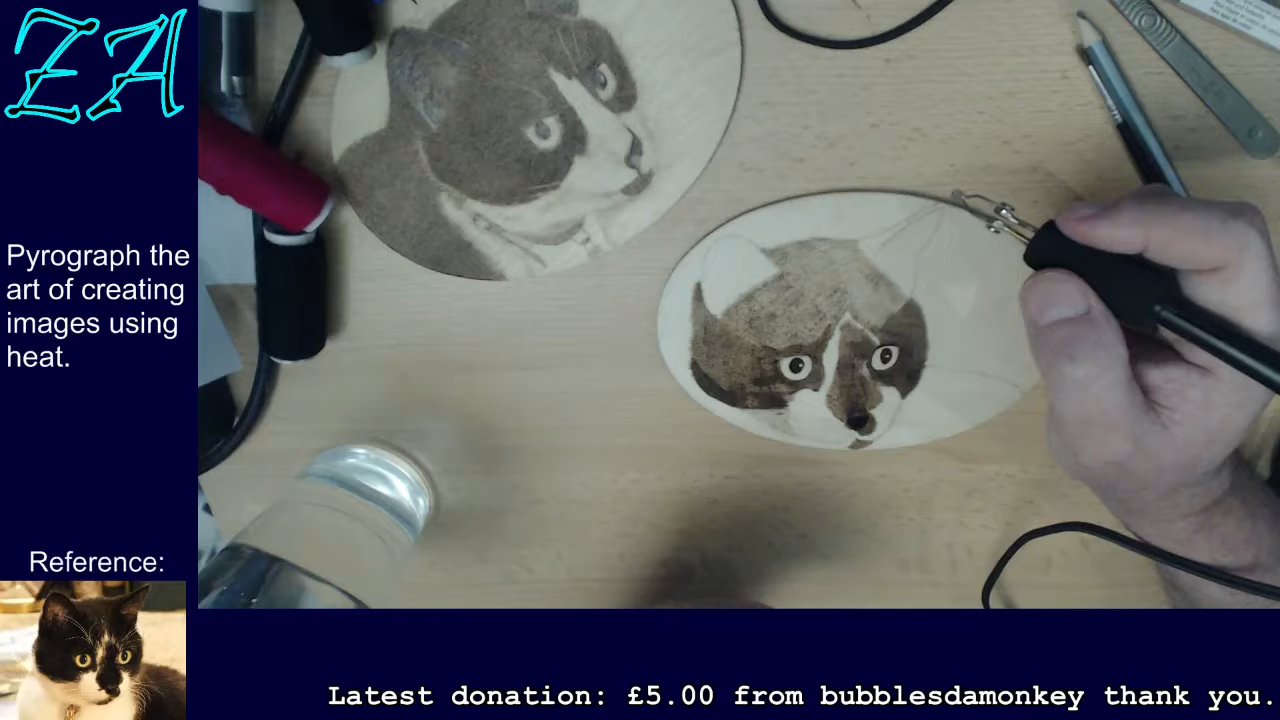 ZA
Pyrograph the
art of creating
images using
heat.
Reference:
Latest donation: £5.00 from bubblesdamonkey thank you.